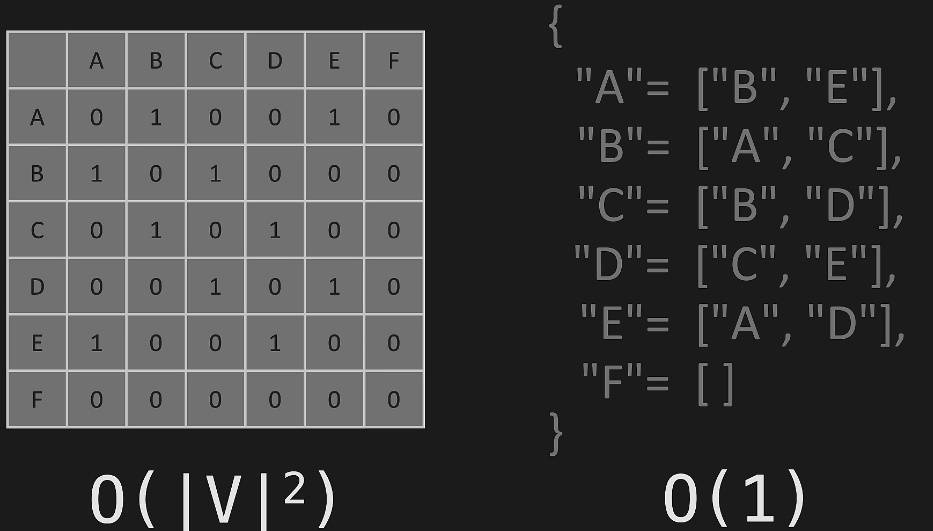 A B C D E F
A 0 1 0 0 1 0
B 1 0 1 0 0 0
C 0 1 0 1 0 0
D 0 0 1 0 1 0
E 1 0 0 1 0 0
F 0 0 0 0 0 0
O(|V|²)
{
"A"= ["B", "E"],
"B"= ["A", "C"],
"C"= ["B", "D"],
"D"= ["C", "E"],
"E"= ["A", "D"],
"F"= [ ]
}
O(1)